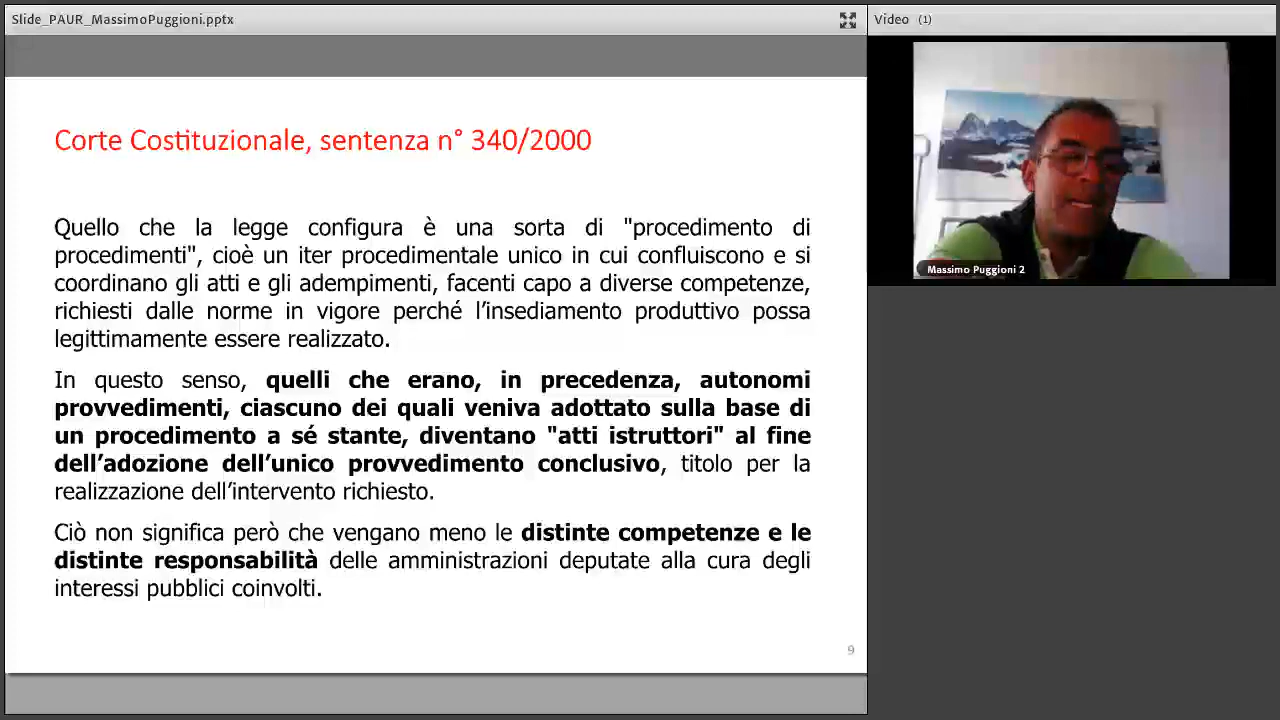 Slide_PAUR_MassimoPuggioni.pptx
Video (1)
Corte Costituzionale, sentenza n° 340/2000
Quello che la legge configura è una sorta di "procedimento di
procedimenti", cioè un iter procedimentale unico in cui confluiscono e si
coordinano gli atti e gli adempimenti, facenti capo a diverse competenze,
richiesti dalle norme in vigore perché l’insediamento produttivo possa
legittimamente essere realizzato.
In questo senso, quelli che erano, in precedenza, autonomi
provvedimenti, ciascuno dei quali veniva adottato sulla base di
un procedimento a sé stante, diventano "atti istruttori" al fine
dell’adozione dell’unico provvedimento conclusivo, titolo per la
realizzazione dell’intervento richiesto.
Ciò non significa però che vengano meno le distinte competenze e le
distinte responsabilità delle amministrazioni deputate alla cura degli
interessi pubblici coinvolti.
9
Massimo Puggioni 2